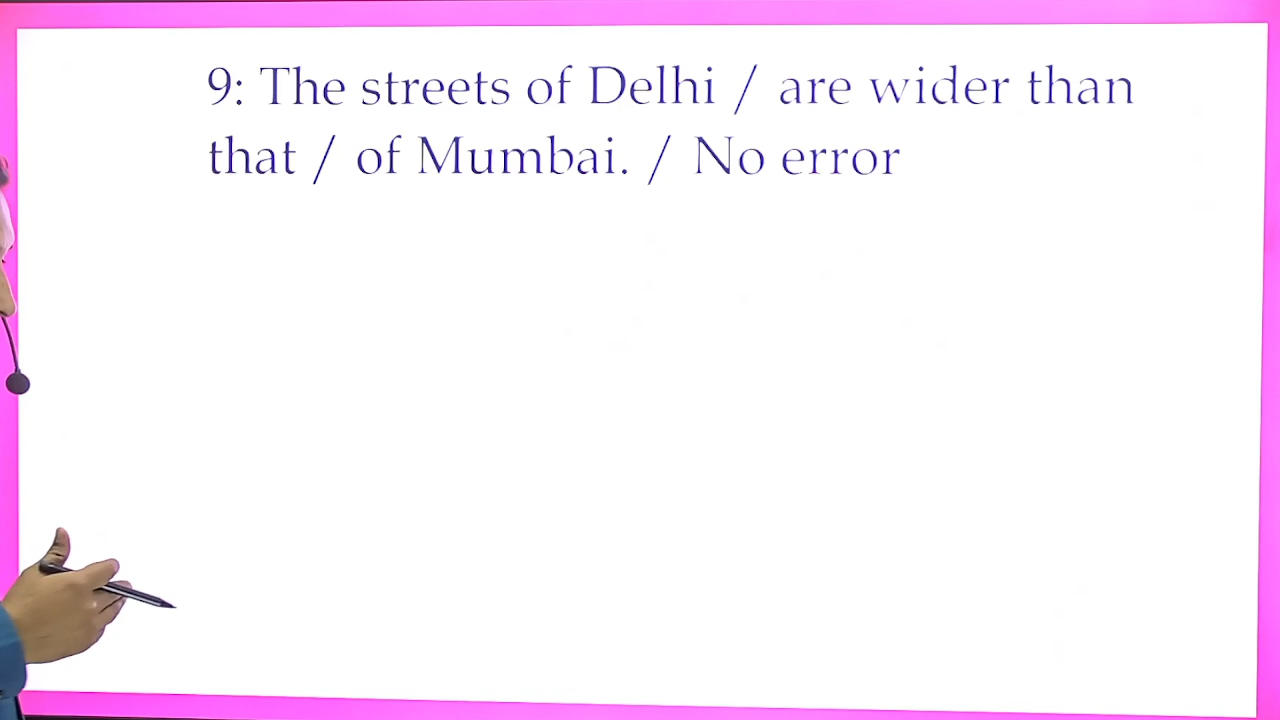 9: The streets of Delhi / are wider than
that / of Mumbai. / No error